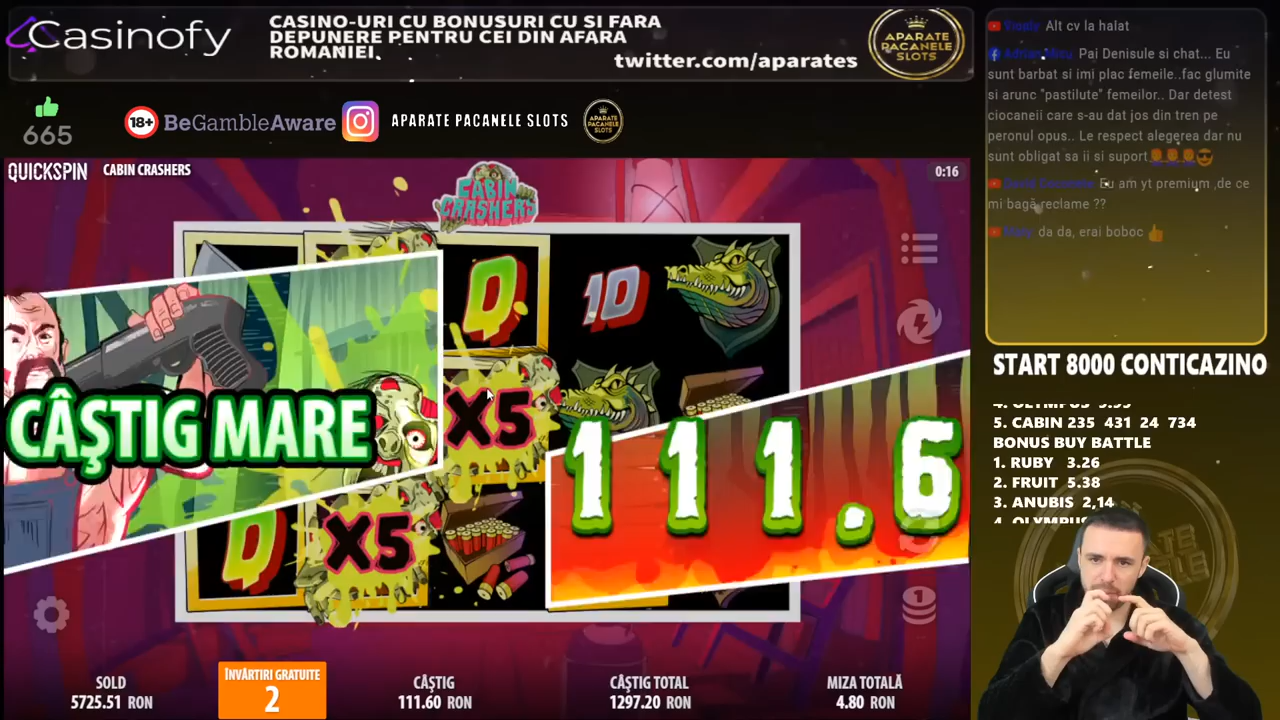 Casinofy
CASINO-URI CU BONUSURI CU SI FARA
DEPUNERE PENTRU CEI DIN AFARA
ROMANIEI.
twitter.com/aparates
APARATE
PACANELE
SLOTS
665
18+ BeGambleAware
APARATE PACANELE SLOTS
APARATE
PACANELE
SLOTS
QUICKSPIN
CABIN CRASHERS
CABIN
CRASHERS
0:16
Q
10
CÂȘTIG MARE
X5
111.6
Q
X5
1
SOLD
5725.51 RON
ÎNVÂRTIRI GRATUITE
2
CÂȘTIG
111.60 RON
CÂȘTIG TOTAL
1297.20 RON
MIZA TOTALĂ
4.80 RON
Alt cv la halat
Pai Denisule si chat... Eu
sunt barbat si imi plac femeile..fac glumite
si arunc "pastilute" femeilor.. Dar detest
ciocaneii care s-au dat jos din tren pe
peronul opus.. Le respect alegerea dar nu
sunt obligat sa ii si suport
Eu am yt premium ,de ce
mi bagă reclame ??
da da, erai boboc
START 8000 CONTICAZINO
5. CABIN 235 431 24 734
BONUS BUY BATTLE
1. RUBY 3.26
2. FRUIT 5.38
3. ANUBIS 2,14
4. OLYMPUS